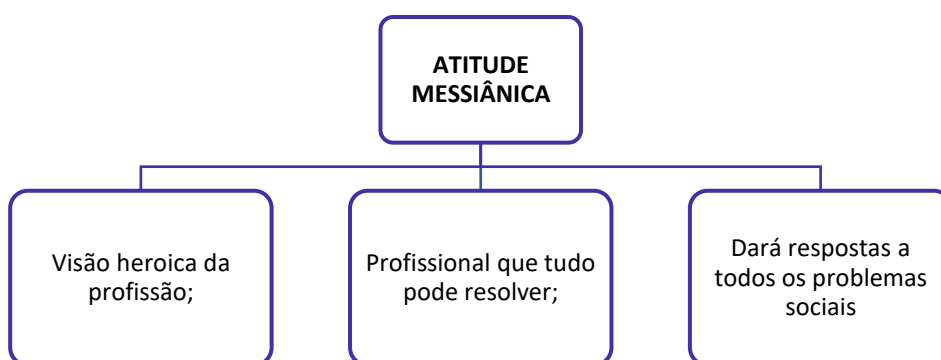 ATITUDE
MESSIÂNICA
Visão heroica da
profissão;
Profissional que tudo
pode resolver;
Dará respostas a
todos os problemas
sociais